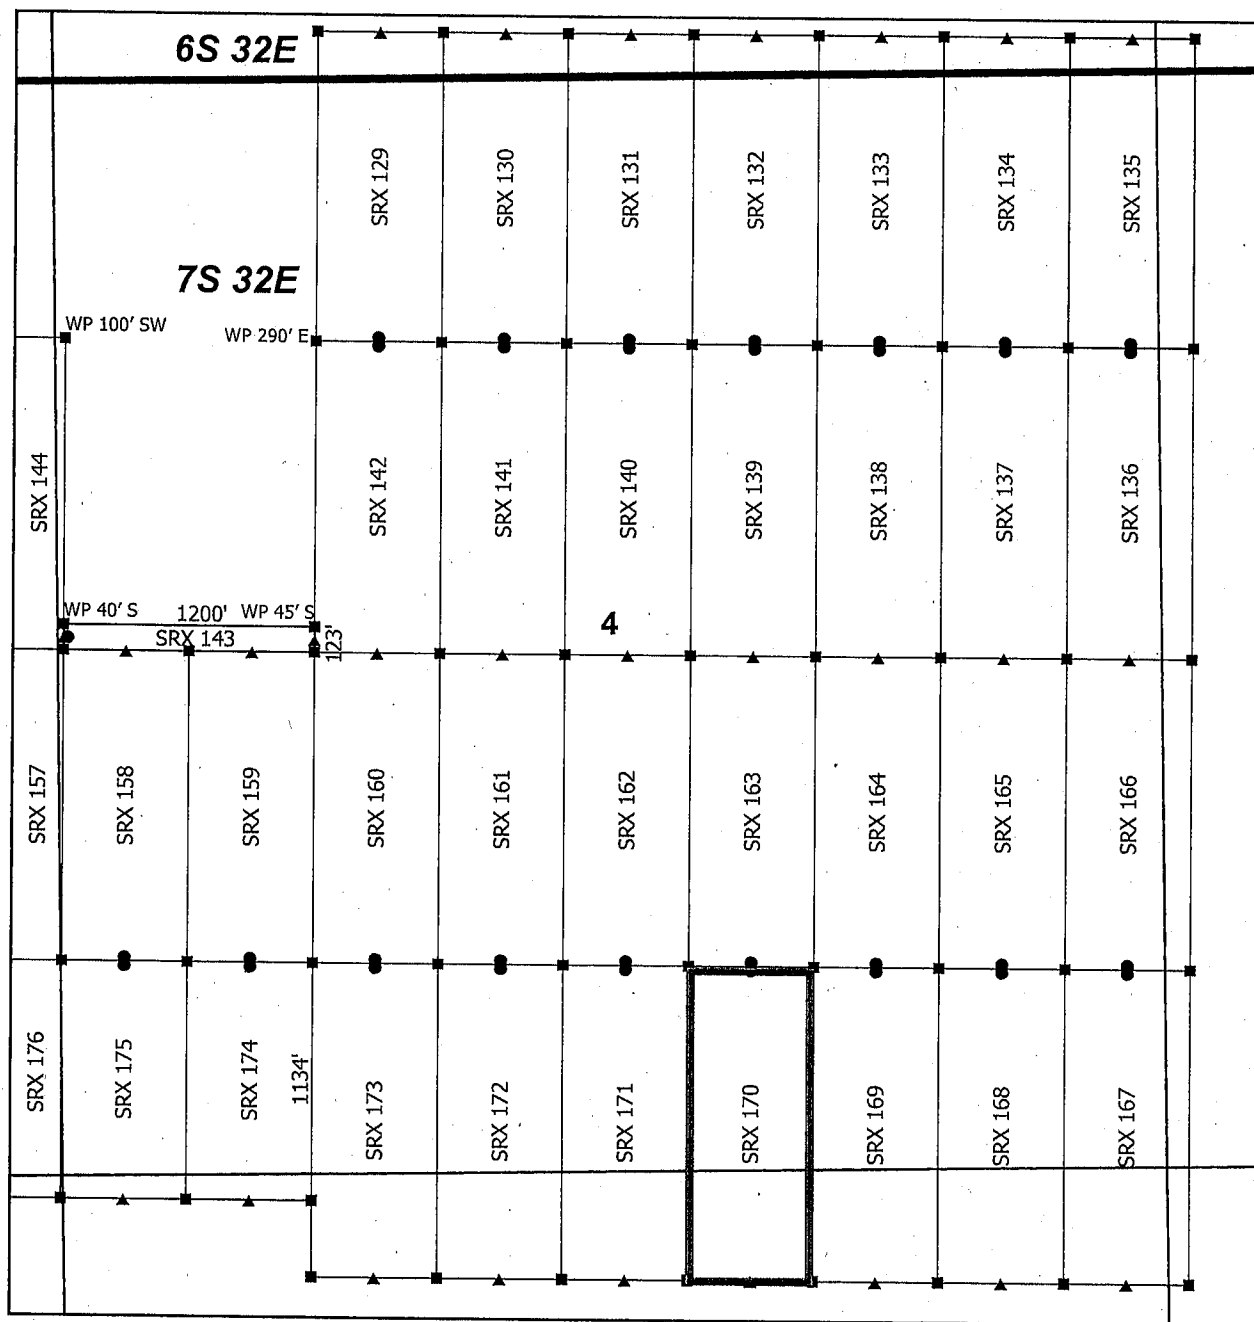 6S 32E
SRX 129
SRX 130
SRX 131
SRX 132
SRX 133
SRX 134
SRX 135
7S 32E
WP 100' SW
WP 290' E
SRX 144
SRX 142
SRX 141
SRX 140
SRX 139
SRX 138
SRX 137
SRX 136
WP 40' S
1200'
WP 45' S
SRX 143
123'
4
SRX 157
SRX 158
SRX 159
SRX 160
SRX 161
SRX 162
SRX 163
SRX 164
SRX 165
SRX 166
SRX 176
SRX 175
SRX 174
1134'
SRX 173
SRX 172
SRX 171
SRX 170
SRX 169
SRX 168
SRX 167